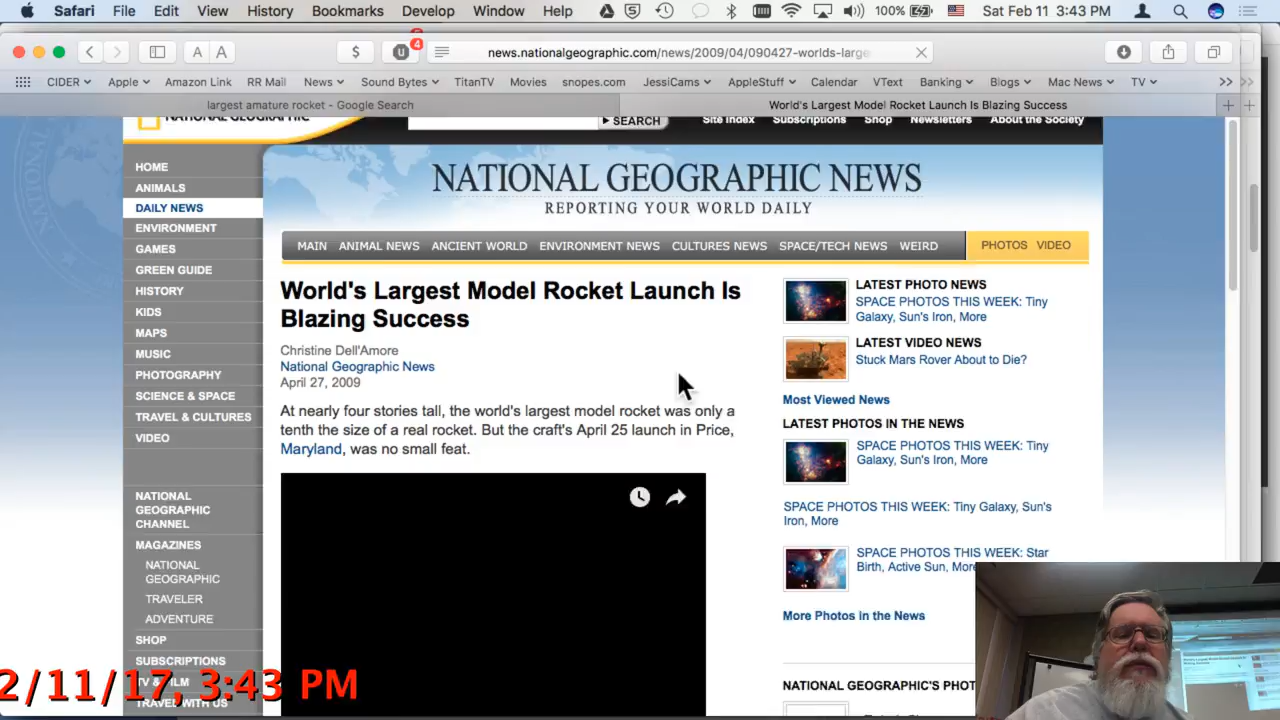 Safari File Edit View History Bookmarks Develop Window Help 100% Sat Feb 11 3:43 PM
A A $ u 4 news.nationalgeographic.com/news/2009/04/090427-worlds-large
CIDER Apple Amazon Link RR Mail News Sound Bytes TitanTV Movies snopes.com JessiCams AppleStuff Calendar VText Banking Blogs Mac News TV
largest amature rocket - Google Search
World's Largest Model Rocket Launch Is Blazing Success
NATIONAL GEOGRAPHIC
SEARCH
Site Index Subscriptions Shop Newsletters About the Society
HOME
ANIMALS
DAILY NEWS
ENVIRONMENT
GAMES
GREEN GUIDE
HISTORY
KIDS
MAPS
MUSIC
PHOTOGRAPHY
SCIENCE & SPACE
TRAVEL & CULTURES
VIDEO
NATIONAL
GEOGRAPHIC
CHANNEL
MAGAZINES
NATIONAL
GEOGRAPHIC
TRAVELER
ADVENTURE
SHOP
SUBSCRIPTIONS
TV & FILM
TRAVEL WITH US
NATIONAL GEOGRAPHIC NEWS
REPORTING YOUR WORLD DAILY
MAIN ANIMAL NEWS ANCIENT WORLD ENVIRONMENT NEWS CULTURES NEWS SPACE/TECH NEWS WEIRD PHOTOS VIDEO
World's Largest Model Rocket Launch Is
Blazing Success
Christine Dell'Amore
National Geographic News
April 27, 2009
At nearly four stories tall, the world's largest model rocket was only a
tenth the size of a real rocket. But the craft's April 25 launch in Price,
Maryland, was no small feat.
LATEST PHOTO NEWS
SPACE PHOTOS THIS WEEK: Tiny
Galaxy, Sun's Iron, More
LATEST VIDEO NEWS
Stuck Mars Rover About to Die?
Most Viewed News
LATEST PHOTOS IN THE NEWS
SPACE PHOTOS THIS WEEK: Tiny
Galaxy, Sun's Iron, More
SPACE PHOTOS THIS WEEK: Tiny Galaxy, Sun's
Iron, More
SPACE PHOTOS THIS WEEK: Star
Birth, Active Sun, More
More Photos in the News
NATIONAL GEOGRAPHIC'S PHOT
2/11/17, 3:43 PM